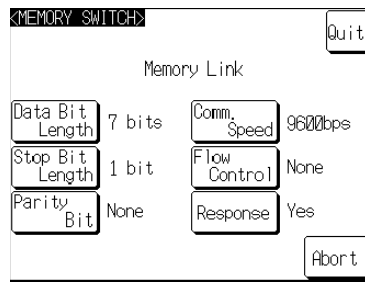 <MEMORY SWITCH>
Quit
Memory Link
Data Bit
Length
7 bits
Comm.
Speed
9600bps
Stop Bit
Length
1 bit
Flow
Control
None
Parity
Bit
None
Response
Yes
Abort